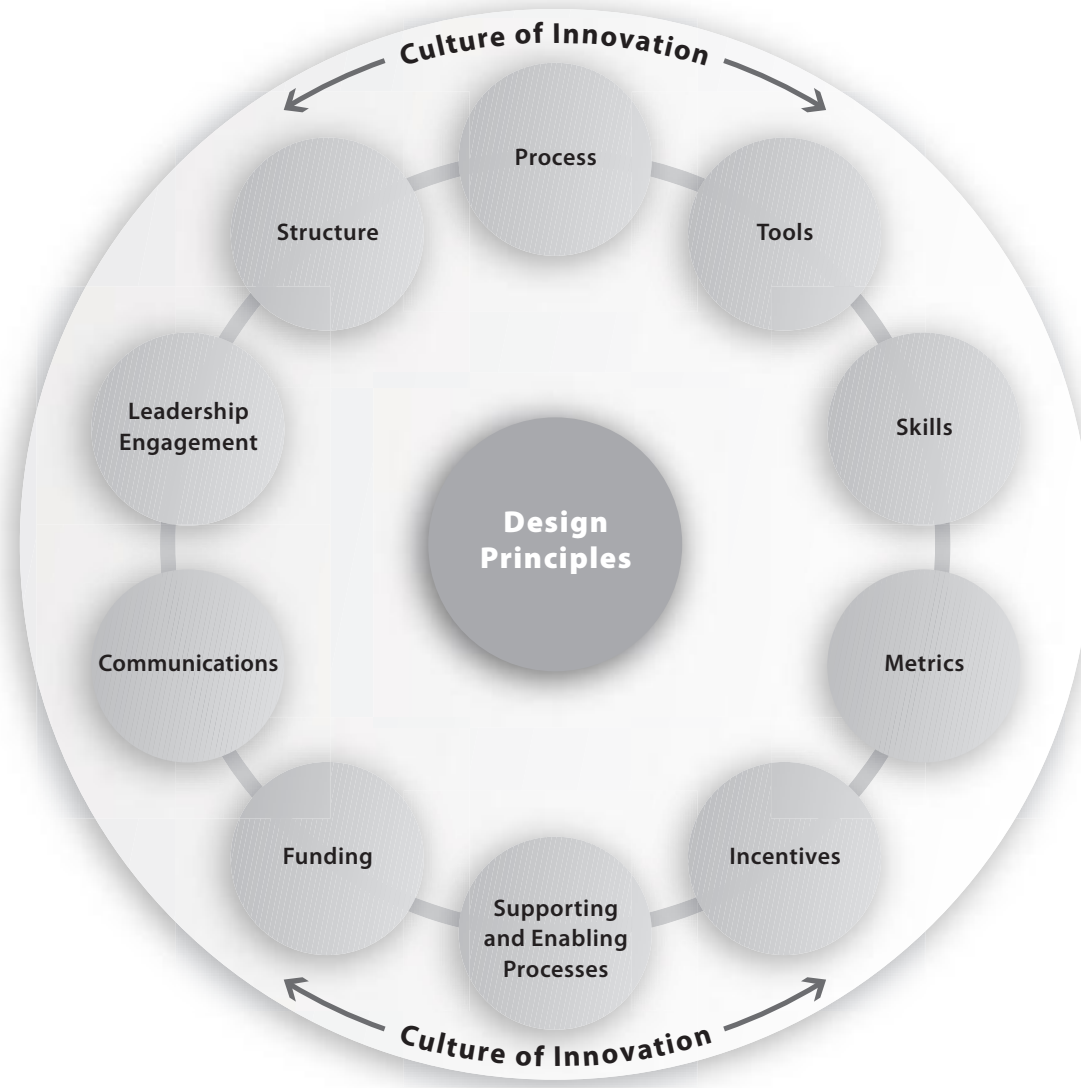 Culture of Innovation
Process
Structure
Tools
Leadership
Engagement
Skills
Design
Principles
Communications
Metrics
Funding
Incentives
Supporting
and Enabling
Processes
Culture of Innovation